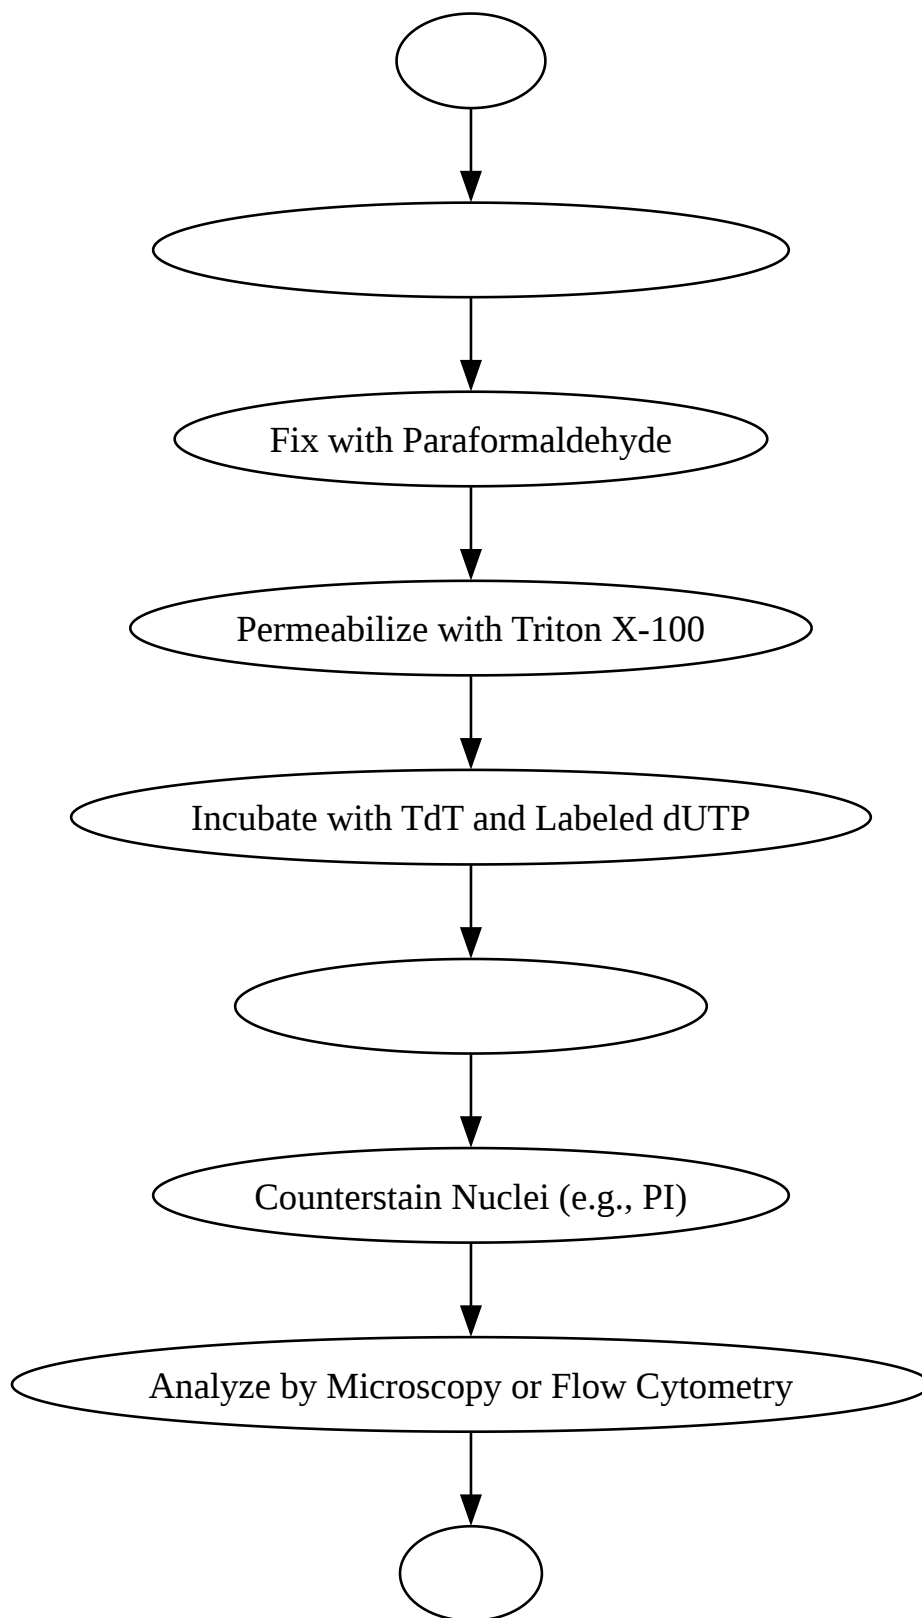 Fix with Paraformaldehyde
Permeabilize with Triton X-100
Incubate with TdT and Labeled dUTP
Counterstain Nuclei (e.g., PI)
Analyze by Microscopy or Flow Cytometry